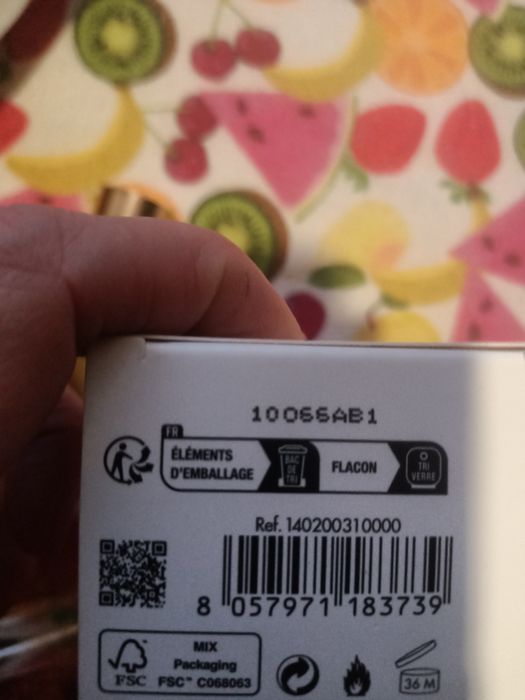 10066AB1
FR
ÉLÉMENTS
D'EMBALLAGE
BAC
DE
TRI
FLACON
TRI
VERRE
Ref. 140200310000
8 057971 183739
FSC
MIX
Packaging
FSC™ C068063
36 M